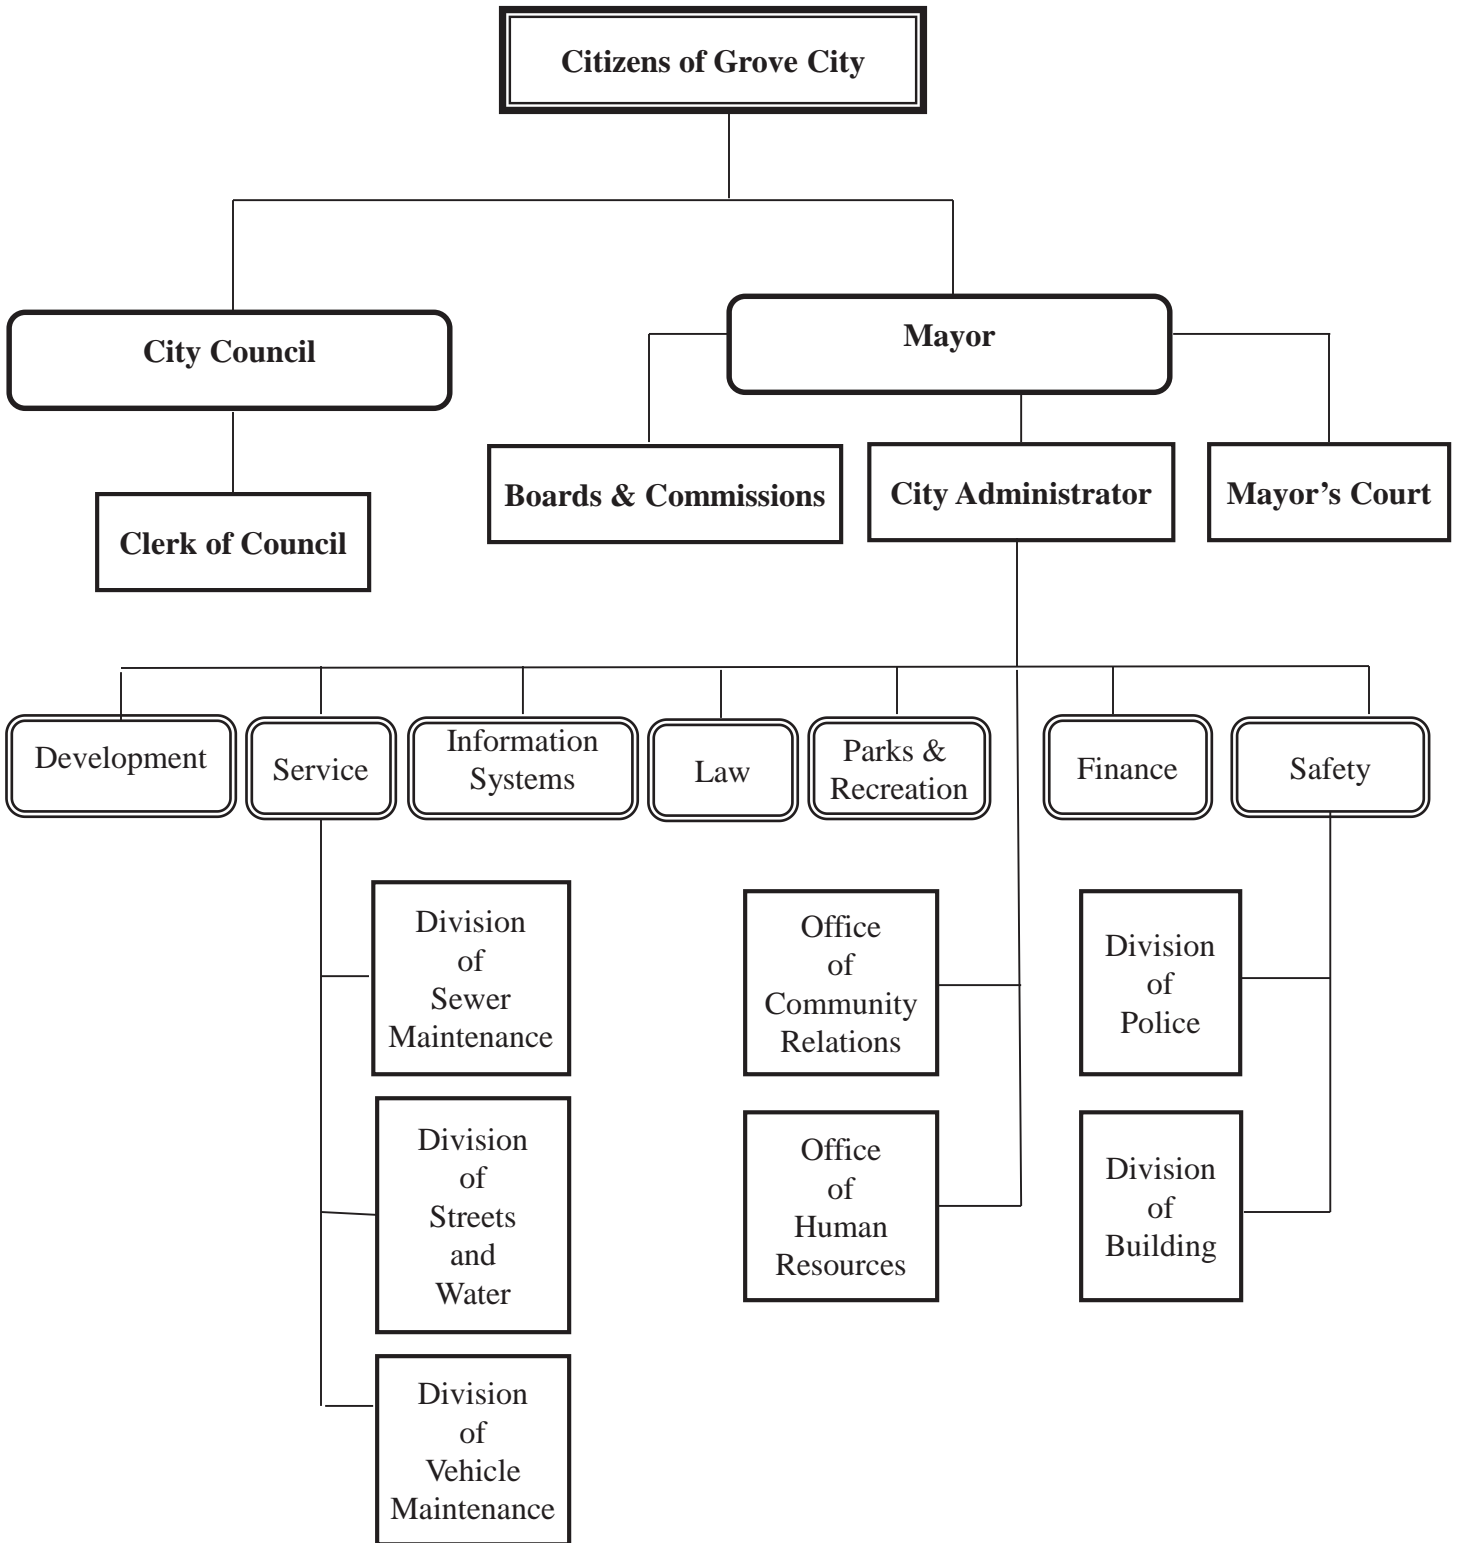 Citizens of Grove City
City Council
Mayor
Boards & Commissions
City Administrator
Mayor’s Court
Clerk of Council
Development
Service
Information
Systems
Law
Parks &
Recreation
Finance
Safety
Division
of
Sewer
Maintenance
Division
of
Streets
and
Water
Division
of
Vehicle
Maintenance
Office
of
Community
Relations
Office
of
Human
Resources
Division
of
Police
Division
of
Building